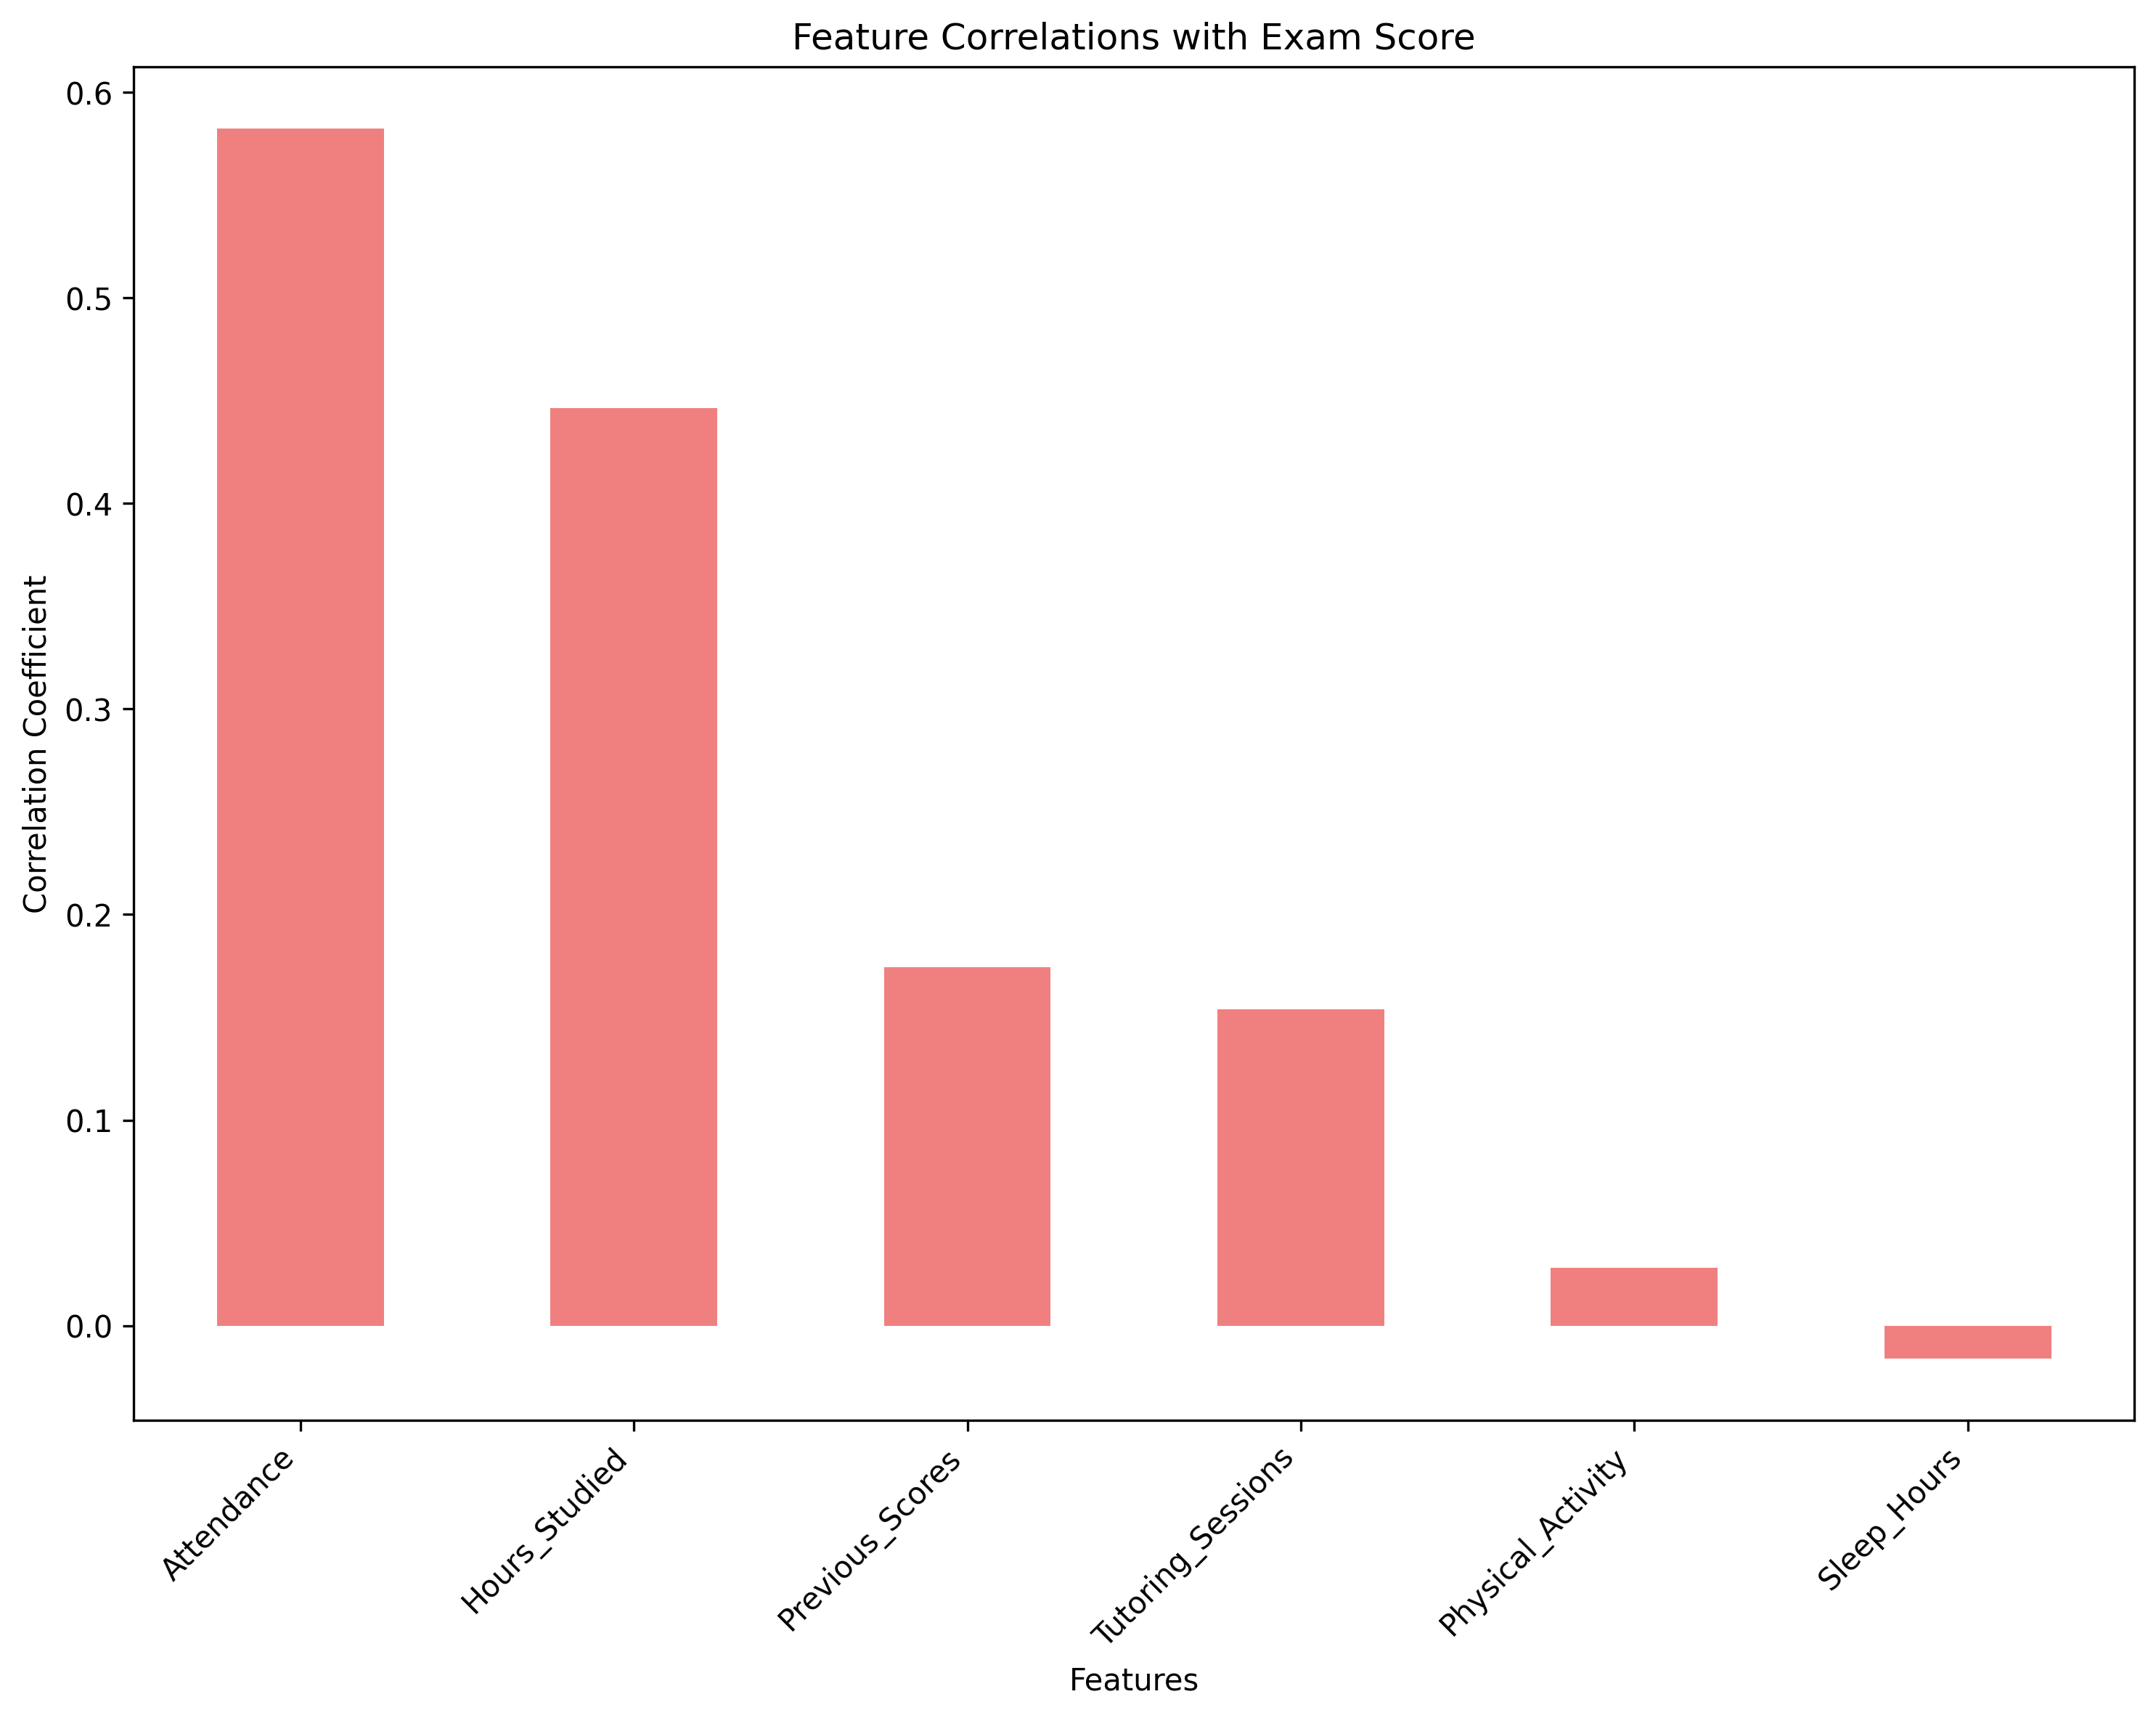 Feature Correlations with Exam Score
Correlation Coefficient
0.6
0.5
0.4
0.3
0.2
0.1
0.0
Attendance
Hours_Studied
Previous_Scores
Tutoring_Sessions
Physical_Activity
Sleep_Hours
Features